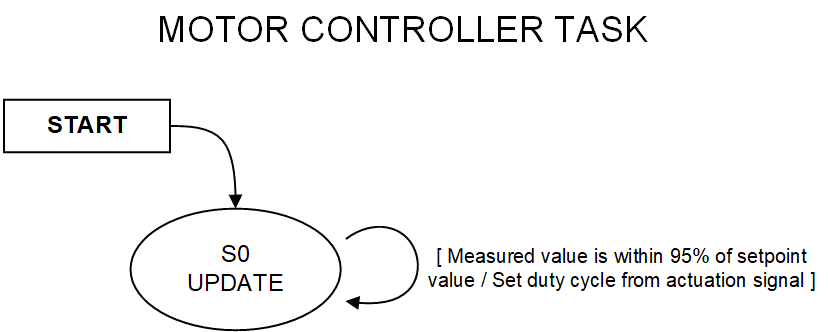 MOTOR CONTROLLER TASK
START
S0
UPDATE
[ Measured value is within 95% of setpoint
value / Set duty cycle from actuation signal ]